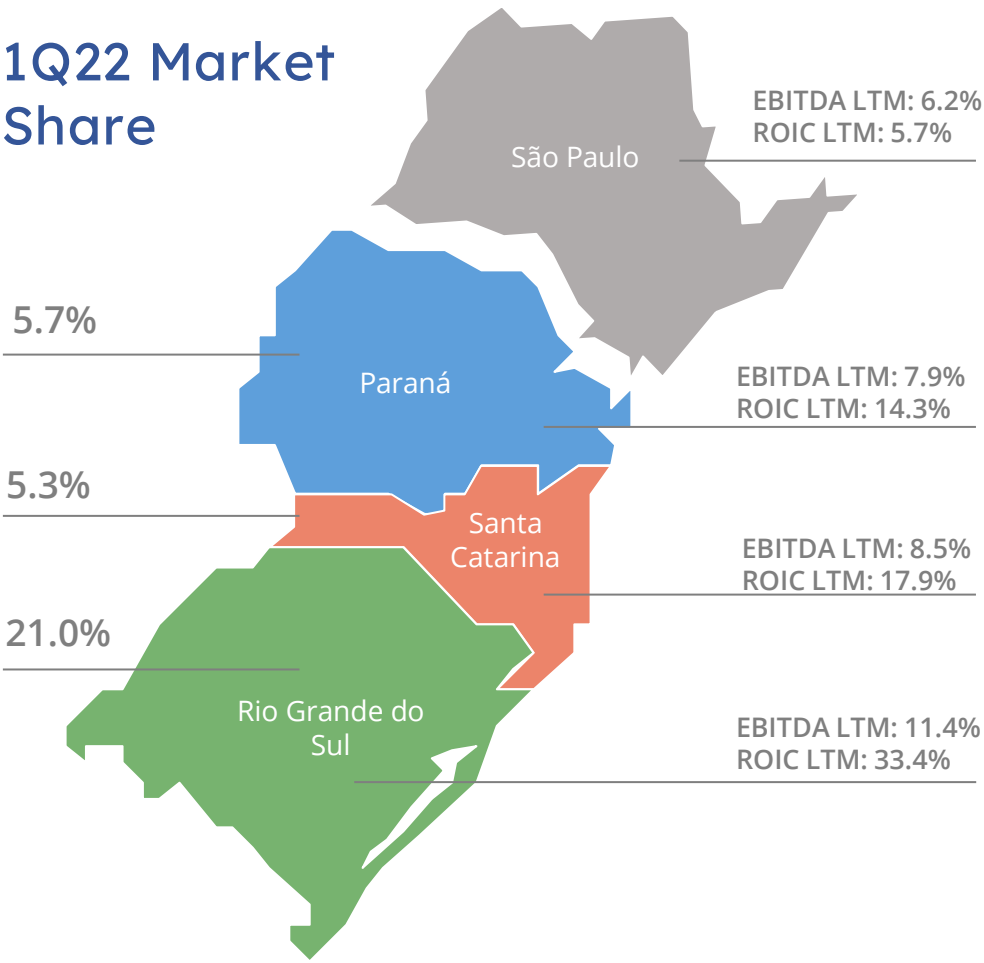 1Q22 Market
Share
EBITDA LTM: 6.2%
ROIC LTM: 5.7%
São Paulo
5.7%
Paraná
EBITDA LTM: 7.9%
ROIC LTM: 14.3%
5.3%
Santa
Catarina
EBITDA LTM: 8.5%
ROIC LTM: 17.9%
21.0%
Rio Grande do
Sul
EBITDA LTM: 11.4%
ROIC LTM: 33.4%